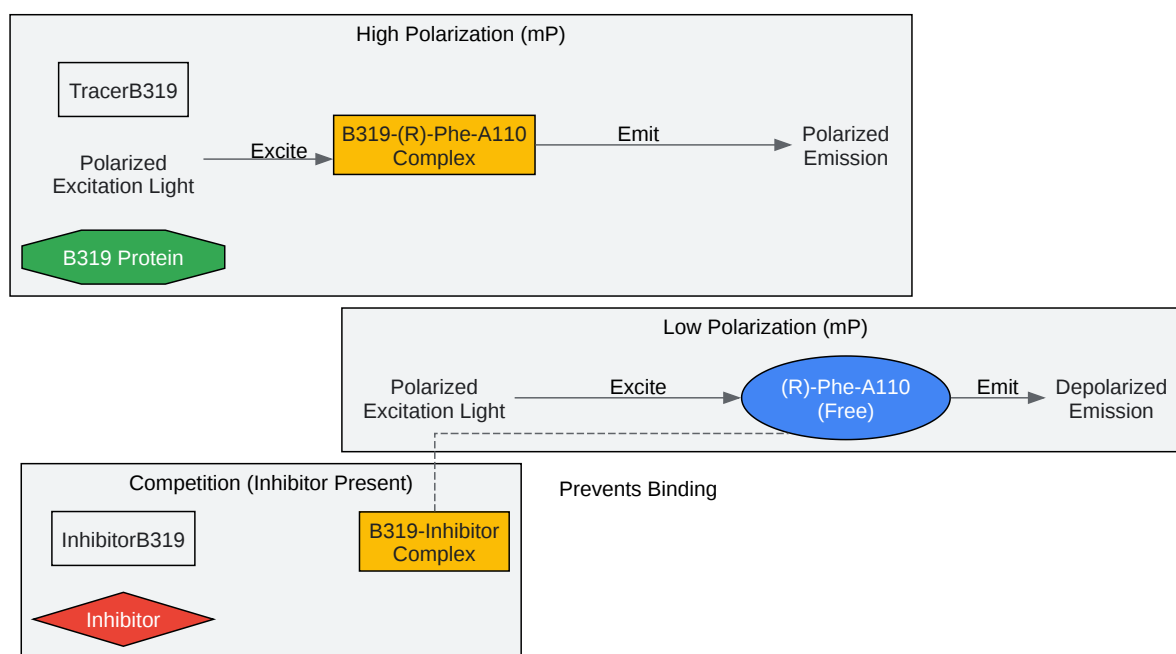 High Polarization (mP)
TracerB319
Polarized
Excitation Light
Excite
B319-(R)-Phe-A110
Complex
Emit
Polarized
Emission
B319 Protein
Low Polarization (mP)
Polarized
Excitation Light
Excite
(R)-Phe-A110
(Free)
Emit
Depolarized
Emission
Competition (Inhibitor Present)
Prevents Binding
InhibitorB319
B319-Inhibitor
Complex
Inhibitor